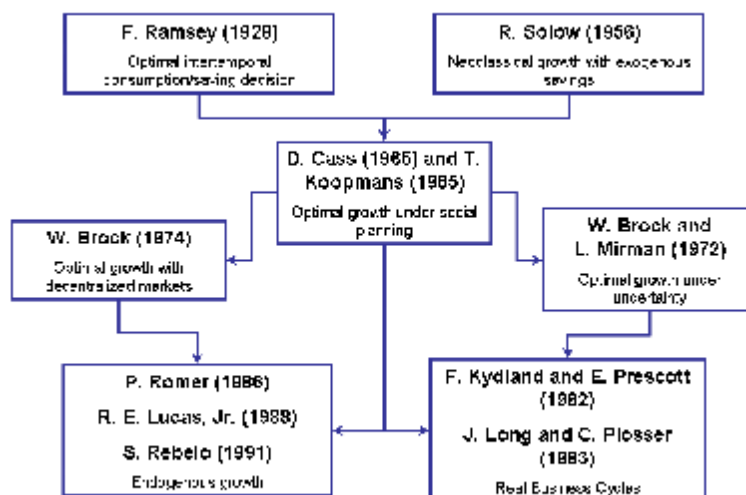 F. Ramsey (1928)
Optimal intertemporal
consumption/saving decision
R. Solow (1956)
Neoclassical growth with exogenous
savings
D. Cass (1965) and T.
Koopmans (1965)
Optimal growth under social
planning
W. Brock (1974)
Optimal growth with
decentralized markets
W. Brock and
L. Mirman (1972)
Optimal growth under
uncertainty
P. Romer (1986)
R. E. Lucas, Jr. (1988)
S. Rebelo (1991)
Endogenous growth
F. Kydland and E. Prescott
(1982)
J. Long and C. Plosser
(1983)
Real Business Cycles